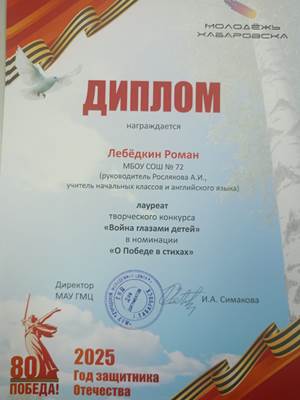 МОЛОДЁЖЬ
ХАБАРОВСКА
ДИПЛОМ
награждается
Лебёдкин Роман
МБОУ СОШ № 72
(руководитель Рослякова А.И.,
учитель начальных классов и английского языка)
лауреат
творческого конкурса
«Война глазами детей»
в номинации
«О Победе в стихах»
Директор
МАУ ГМЦ
И.А. Симакова
80
ПОБЕДА!
2025
Год защитника
Отечества